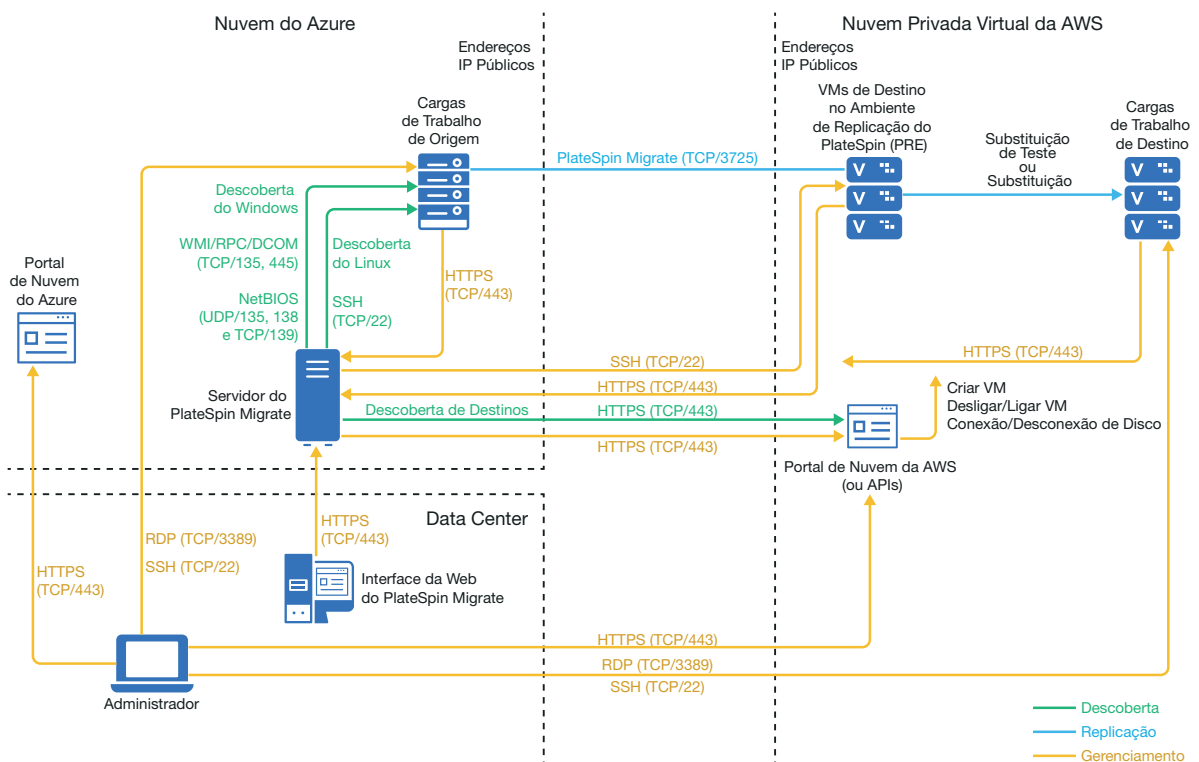 Nuvem do Azure
Nuvem Privada Virtual da AWS
Endereços
IP Públicos
Endereços
IP Públicos
Cargas
de Trabalho
de Origem
VMs de Destino
no Ambiente
de Replicação do
PlateSpin (PRE)
Cargas
de Trabalho
de Destino
Substituição
de Teste
ou
Substituição
PlateSpin Migrate (TCP/3725)
Descoberta
do Windows
WMI/RPC/DCOM
(TCP/135, 445)
Descoberta
do Linux
NetBIOS
(UDP/135, 138
e TCP/139)
SSH
(TCP/22)
HTTPS
(TCP/443)
Portal
de Nuvem
do Azure
Servidor do
PlateSpin Migrate
SSH (TCP/22)
HTTPS (TCP/443)
HTTPS (TCP/443)
Descoberta de Destinos
HTTPS (TCP/443)
HTTPS (TCP/443)
Criar VM
Desligar/Ligar VM
Conexão/Desconexão de Disco
Portal de Nuvem da AWS
(ou APIs)
Data Center
HTTPS
(TCP/443)
RDP (TCP/3389)
SSH (TCP/22)
HTTPS
(TCP/443)
Interface da Web
do PlateSpin Migrate
HTTPS (TCP/443)
RDP (TCP/3389)
SSH (TCP/22)
Administrador
Descoberta
Replicação
Gerenciamento